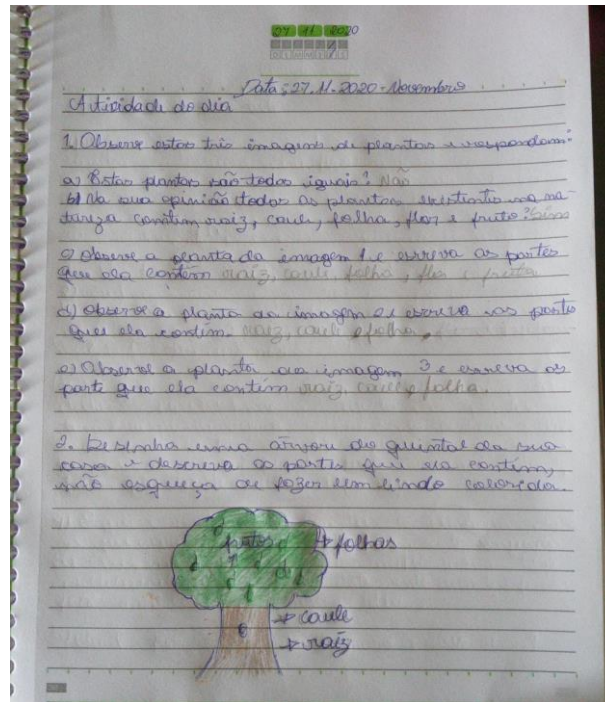 27 11 2020
D S T Q Q S S
Data: 27.11.2020 - Novembro
Atividade do dia
1. Observe estas três imagens de plantas e respondam:
a) Estas plantas são todas iguais? Não
b) Na sua opinião todas as plantas existentes na na-
tureza contém raiz, caule, folha, flor e fruto? Sim
c) Observe a planta da imagem 1 e escreva as partes
que ela contém raiz, caule, folha, flor e fruta
d) observe a planta da imagem 2 e escreva as partes
que ela contém. raiz, caule e folha,
e) Observe a planta da imagem 3 e escreva as
parte que ela contém raiz, caule, folha.
2. Desenha uma árvore do quintal da sua
casa e descreva as partes que ela contém,
não esqueça de fazer um lindo colorido.
frutos folhas
caule
raiz